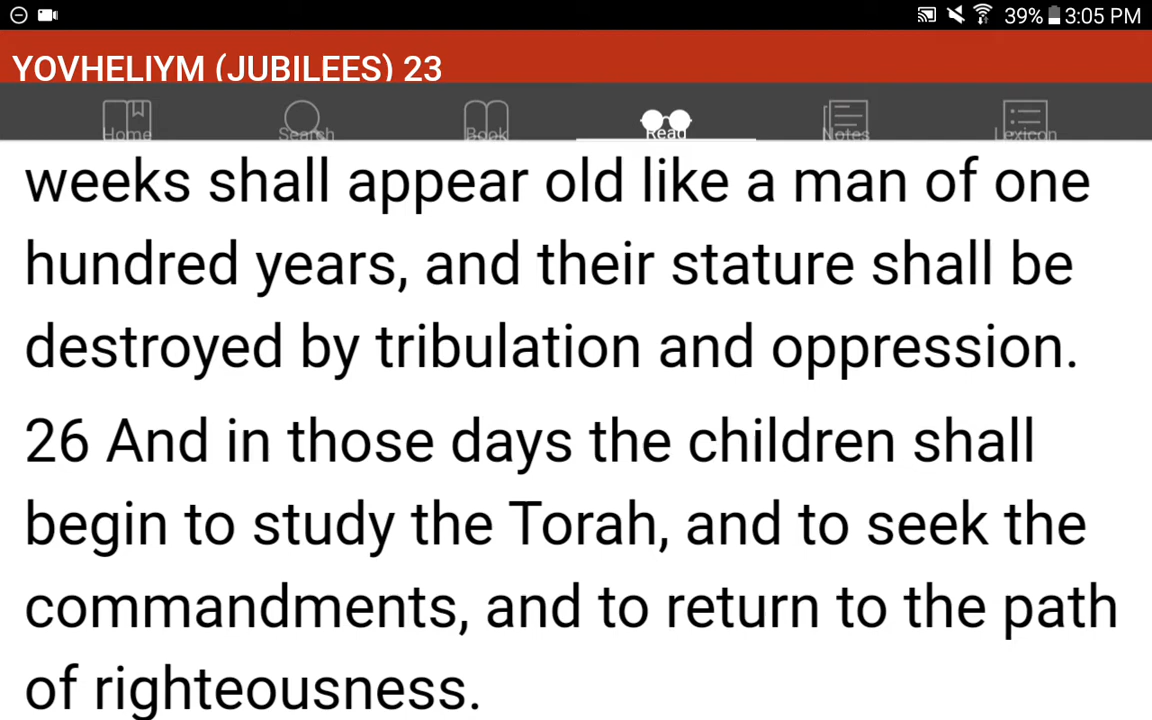 39% 3:05 PM
YOVHELIYM (JUBILEES) 23
Home Search Book Read Notes Lexicon
weeks shall appear old like a man of one
hundred years, and their stature shall be
destroyed by tribulation and oppression.
26 And in those days the children shall
begin to study the Torah, and to seek the
commandments, and to return to the path
of righteousness.